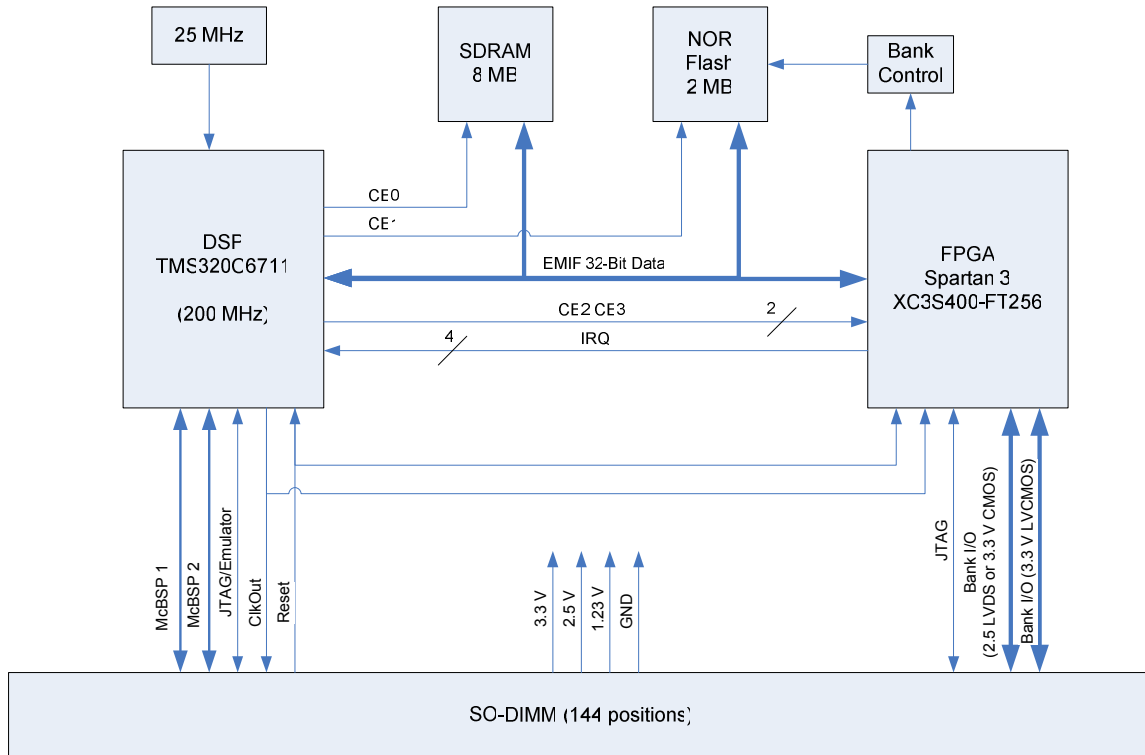 25 MHz
SDRAM
8 MB
NOR
Flash
2 MB
Bank
Control
DSP
TMS320C6711
(200 MHz)
CE0
CE1
EMIF 32-Bit Data
CE2 CE3
2
4
IRQ
FPGA
Spartan 3
XC3S400-FT256
McBSP 1
McBSP 2
JTAG/Emulator
ClkOut
Reset
3.3 V
2.5 V
1.23 V
GND
JTAG
Bank I/O
(2.5 LVDS or 3.3 V CMOS)
Bank I/O (3.3 V LVCMOS)
SO-DIMM (144 positions)